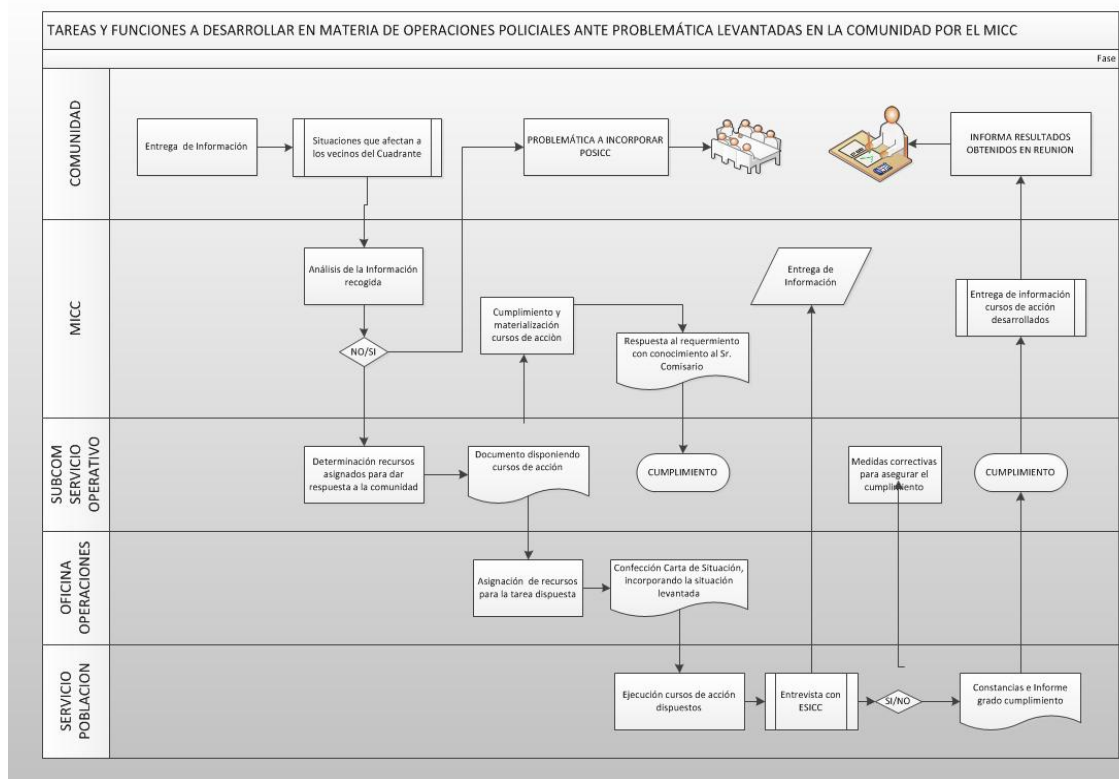 TAREAS Y FUNCIONES A DESARROLLAR EN MATERIA DE OPERACIONES POLICIALES ANTE PROBLEMÁTICA LEVANTADAS EN LA COMUNIDAD POR EL MICC
Fase
COMUNIDAD
Entrega de Información
Situaciones que afectan a
los vecinos del Cuadrante
PROBLEMÁTICA A INCORPORAR
POSICC
INFORMA RESULTADOS
OBTENIDOS EN REUNION
MICC
Análisis de la Información
recogida
NO/SI
Cumplimiento y
materialización
cursos de acciòn
Respuesta al requermiento
con conocimiento al Sr.
Comisario
Entrega de
Información
Entrega de información
cursos de acción
desarrollados
SUBCOM
SERVICIO
OPERATIVO
Determinación recursos
asignados para dar
respuesta a la comunidad
Documento disponiendo
cursos de acción
CUMPLIMIENTO
Medidas correctivas
para asegurar el
cumplimiento
CUMPLIMIENTO
OFICINA
OPERACIONES
Asignación de recursos
para la tarea dispuesta
Confección Carta de Situación,
incorporando la situación
levantada
SERVICIO
POBLACION
Ejecución cursos de acción
dispuestos
Entrevista con
ESICC
SI/NO
Constancias e Informe
grado cumplimiento